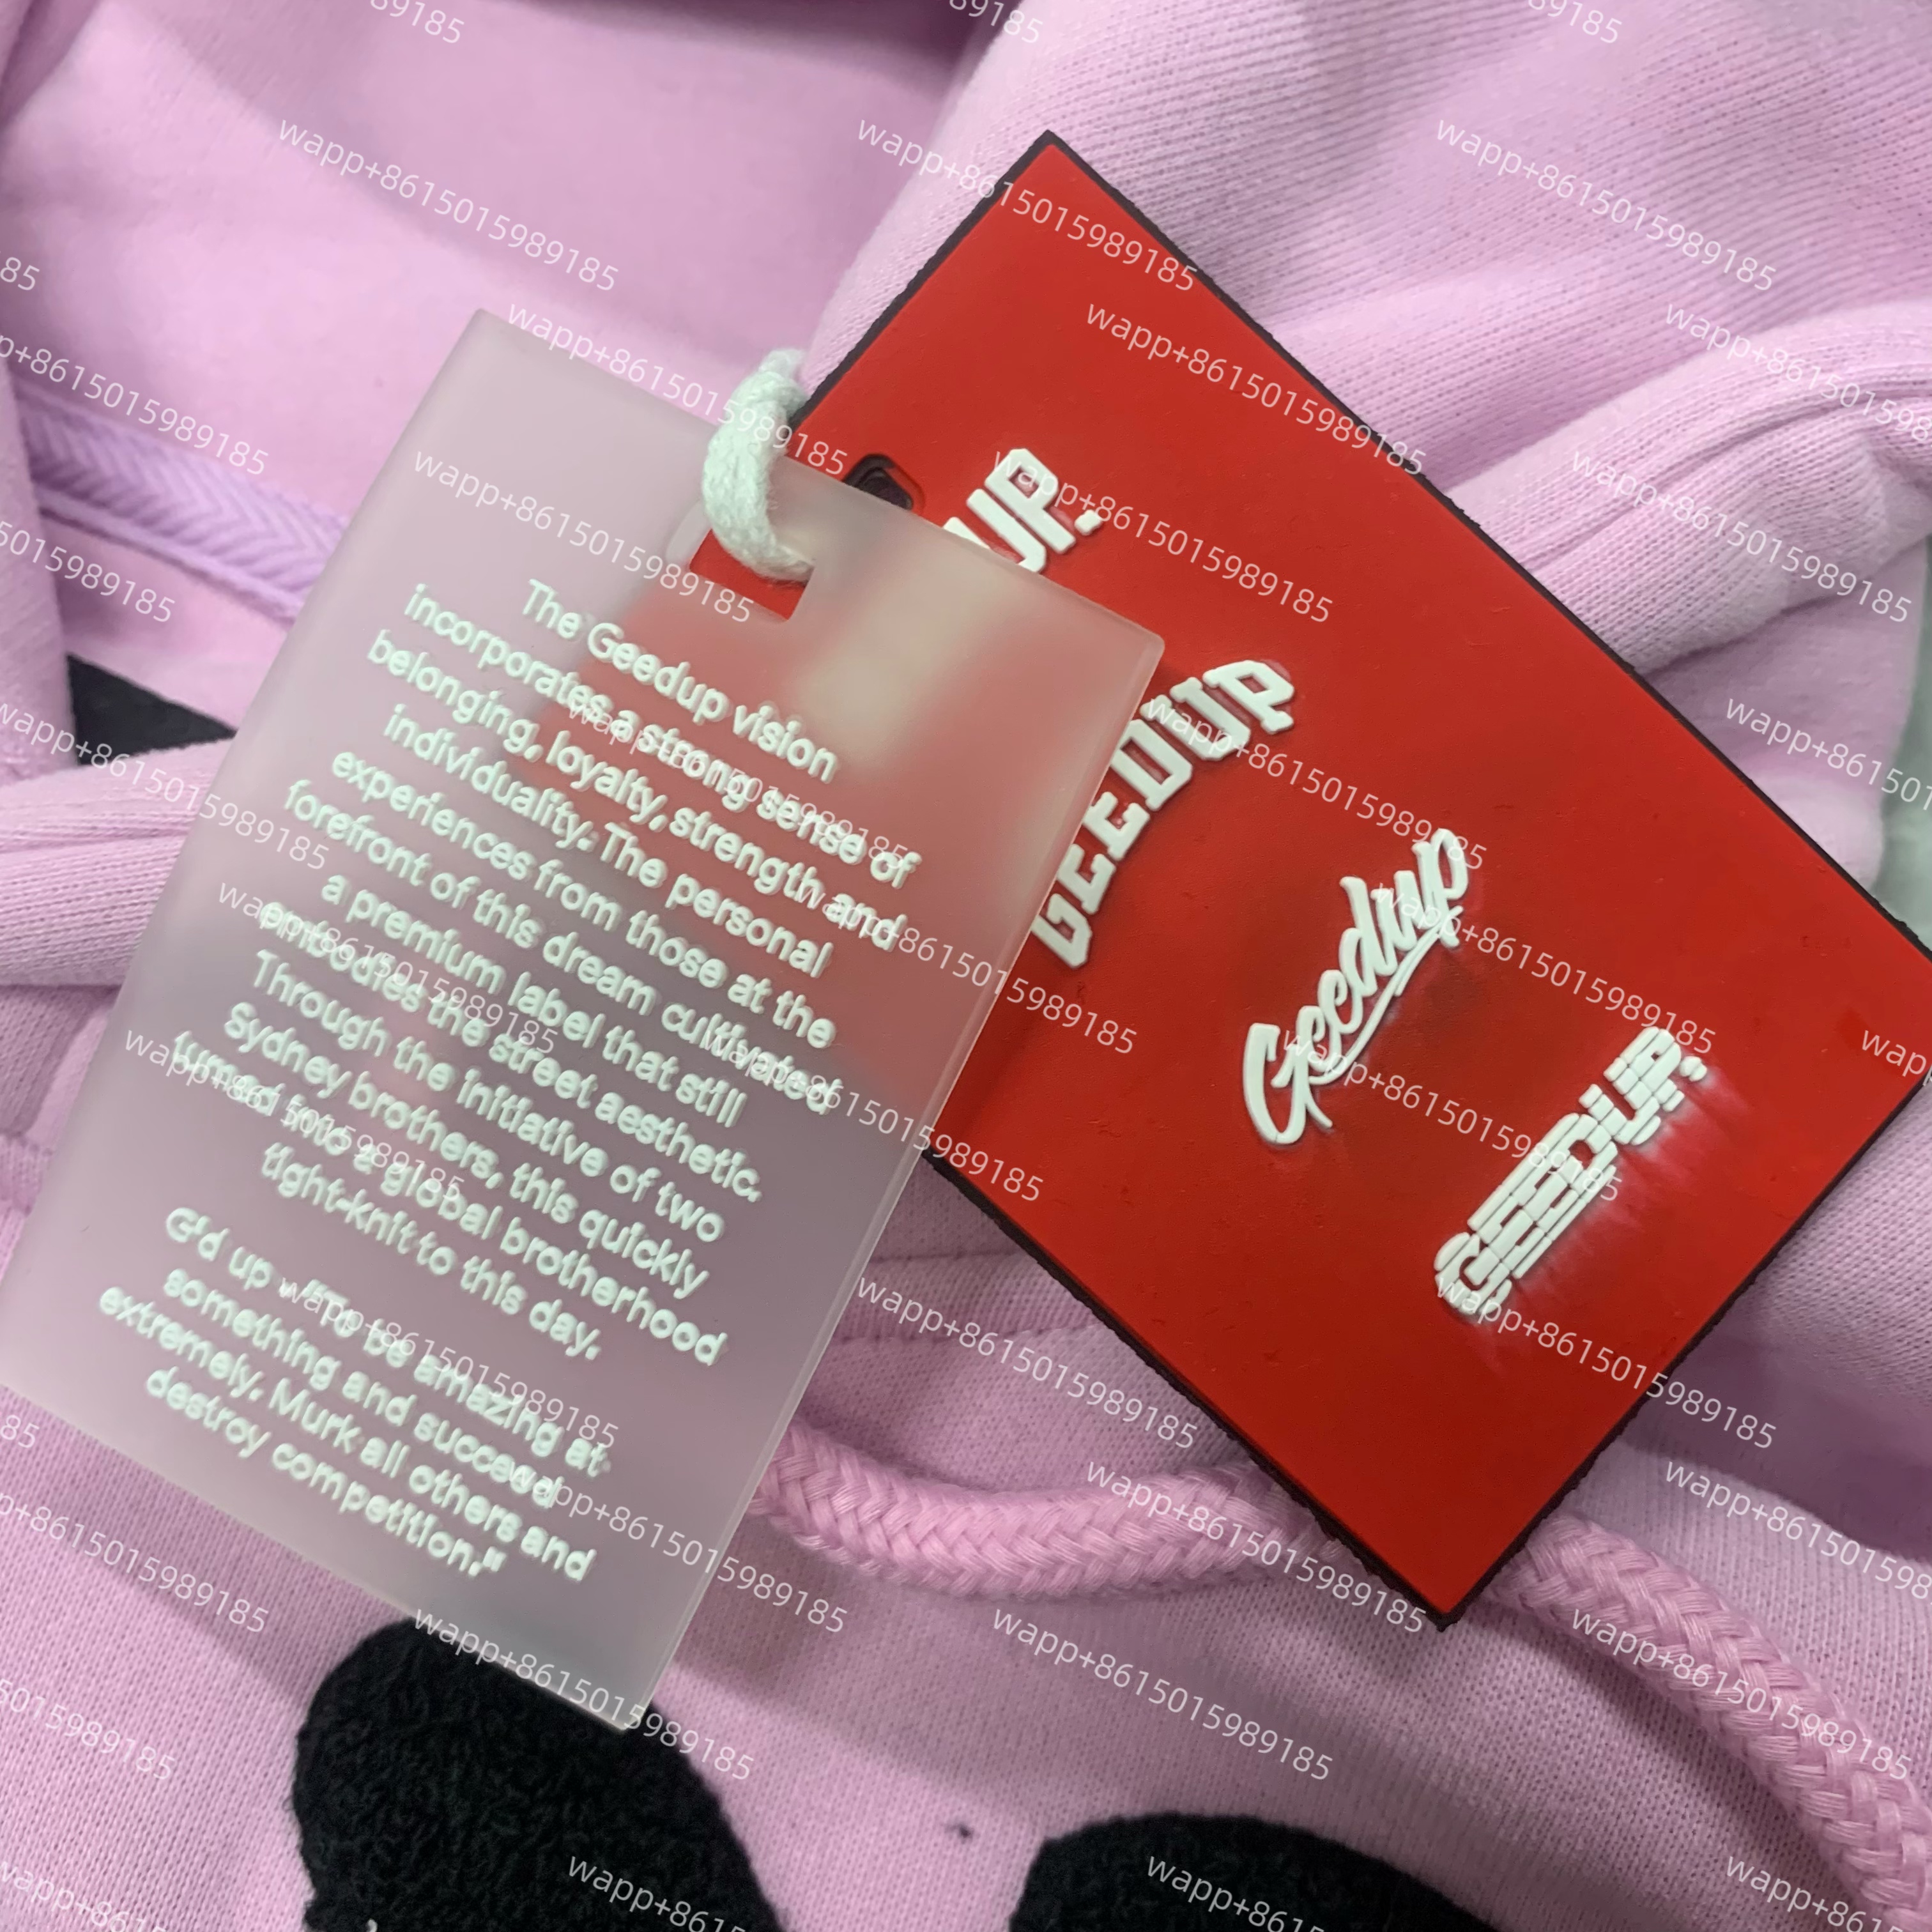 The Geedup vision
incorporates a strong sense of
belonging, loyalty, strength and
individuality. The personal
experiences from those at the
forefront of this dream cultivated
a premium label that still
embodies the street aesthetic.
Through the initiative of two
Sydney brothers, this quickly
turned into a global brotherhood
tight-knit to this day.
G'd up "To be amazing at
something and succeed
extremely. Murk all others and
destroy competition."
UP.
GEEDUP
Geedup
GEEDUP.
wapp+8615015989185